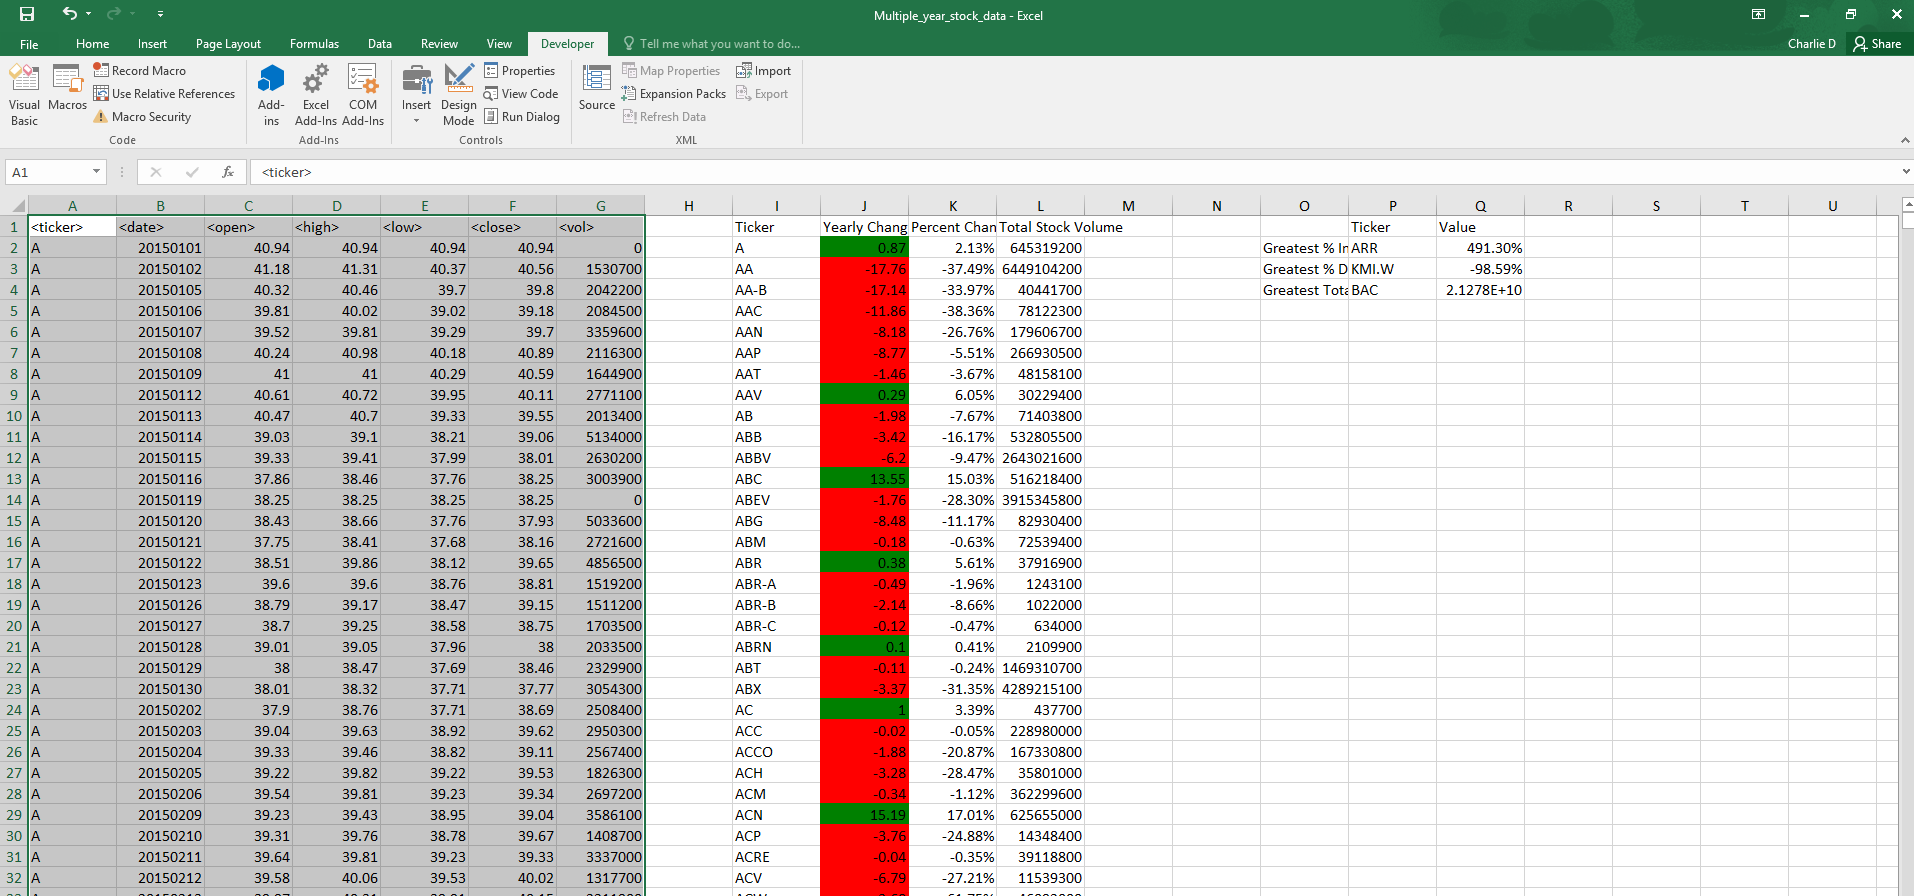 Multiple_year_stock_data - Excel
File Home Insert Page Layout Formulas Data Review View Developer Tell me what you want to do... Charlie D Share
Visual Basic
Macros
Record Macro
Use Relative References
Macro Security
Code
Add-ins
Excel Add-Ins
COM Add-Ins
Add-Ins
Insert
Design Mode
Properties
View Code
Run Dialog
Controls
Source
Map Properties
Expansion Packs
Refresh Data
Import
Export
XML
A1 fx <ticker>
A B C D E F G H I J K L M N O P Q R S T U
1 <ticker> <date> <open> <high> <low> <close> <vol> Ticker Yearly Chang Percent Chan Total Stock Volume Ticker Value
2 A 20150101 40.94 40.94 40.94 40.94 0 A 0.87 2.13% 645319200 Greatest % In ARR 491.30%
3 A 20150102 41.18 41.31 40.37 40.56 1530700 AA -17.76 -37.49% 6449104200 Greatest % D KMI.W -98.59%
4 A 20150105 40.32 40.46 39.7 39.8 2042200 AA-B -17.14 -33.97% 40441700 Greatest Tota BAC 2.1278E+10
5 A 20150106 39.81 40.02 39.02 39.18 2084500 AAC -11.86 -38.36% 78122300
6 A 20150107 39.52 39.81 39.29 39.7 3359600 AAN -8.18 -26.76% 179606700
7 A 20150108 40.24 40.98 40.18 40.89 2116300 AAP -8.77 -5.51% 266930500
8 A 20150109 41 41 40.29 40.59 1644900 AAT -1.46 -3.67% 48158100
9 A 20150112 40.61 40.72 39.95 40.11 2771100 AAV 0.29 6.05% 30229400
10 A 20150113 40.47 40.7 39.33 39.55 2013400 AB -1.98 -7.67% 71403800
11 A 20150114 39.03 39.1 38.21 39.06 5134000 ABB -3.42 -16.17% 532805500
12 A 20150115 39.33 39.41 37.99 38.01 2630200 ABBV -6.2 -9.47% 2643021600
13 A 20150116 37.86 38.46 37.76 38.25 3003900 ABC 13.55 15.03% 516218400
14 A 20150119 38.25 38.25 38.25 38.25 0 ABEV -1.76 -28.30% 3915345800
15 A 20150120 38.43 38.66 37.76 37.93 5033600 ABG -8.48 -11.17% 82930400
16 A 20150121 37.75 38.41 37.68 38.16 2721600 ABM -0.18 -0.63% 72539400
17 A 20150122 38.51 39.86 38.12 39.65 4856500 ABR 0.38 5.61% 37916900
18 A 20150123 39.6 39.6 38.76 38.81 1519200 ABR-A -0.49 -1.96% 1243100
19 A 20150126 38.79 39.17 38.47 39.15 1511200 ABR-B -2.14 -8.66% 1022000
20 A 20150127 38.7 39.25 38.58 38.75 1703500 ABR-C -0.12 -0.47% 634000
21 A 20150128 39.01 39.05 37.96 38 2033500 ABRN 0.1 0.41% 2109900
22 A 20150129 38 38.47 37.69 38.46 2329900 ABT -0.11 -0.24% 1469310700
23 A 20150130 38.01 38.32 37.71 37.77 3054300 ABX -3.37 -31.35% 4289215100
24 A 20150202 37.9 38.76 37.71 38.69 2508400 AC 1 3.39% 437700
25 A 20150203 39.04 39.63 38.92 39.62 2950300 ACC -0.02 -0.05% 228980000
26 A 20150204 39.33 39.46 38.82 39.11 2567400 ACCO -1.88 -20.87% 167330800
27 A 20150205 39.22 39.82 39.22 39.53 1826300 ACH -3.28 -28.47% 35801000
28 A 20150206 39.54 39.81 39.23 39.34 2697200 ACM -0.34 -1.12% 362299600
29 A 20150209 39.23 39.43 38.95 39.04 3586100 ACN 15.19 17.01% 625655000
30 A 20150210 39.31 39.76 38.78 39.67 1408700 ACP -3.76 -24.88% 14348400
31 A 20150211 39.64 39.81 39.23 39.33 3337000 ACRE -0.04 -0.35% 39118800
32 A 20150212 39.58 40.06 39.53 40.02 1317700 ACV -6.79 -27.21% 11539300